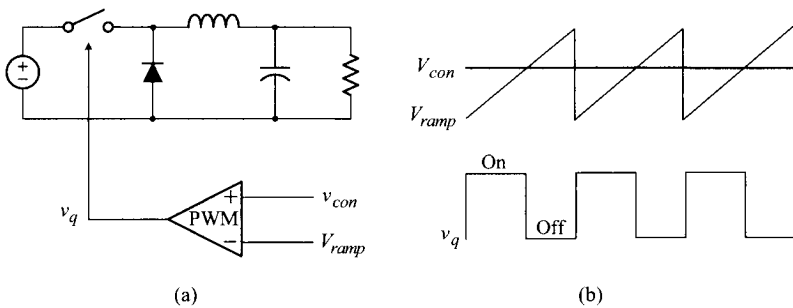 +
−
v_q
+
PWM
−
v_con
V_ramp
(a)
V_con
V_ramp
On
Off
v_q
(b)